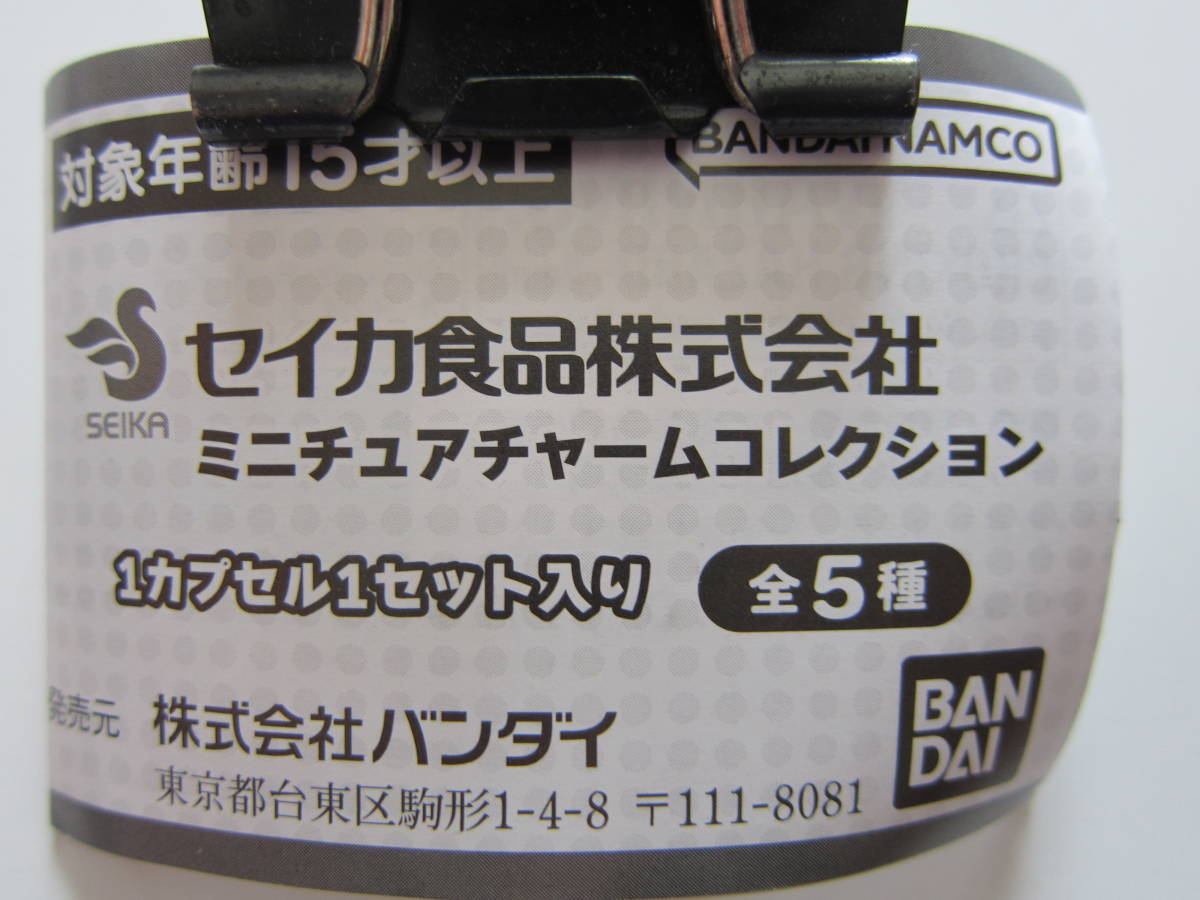 対象年齢15才以上
BANDAI NAMCO
SEIKA
セイカ食品株式会社
ミニチュアチャームコレクション
1カプセル1セット入り
全5種
発売元 株式会社バンダイ
東京都台東区駒形1-4-8 〒111-8081
BAN
DAI